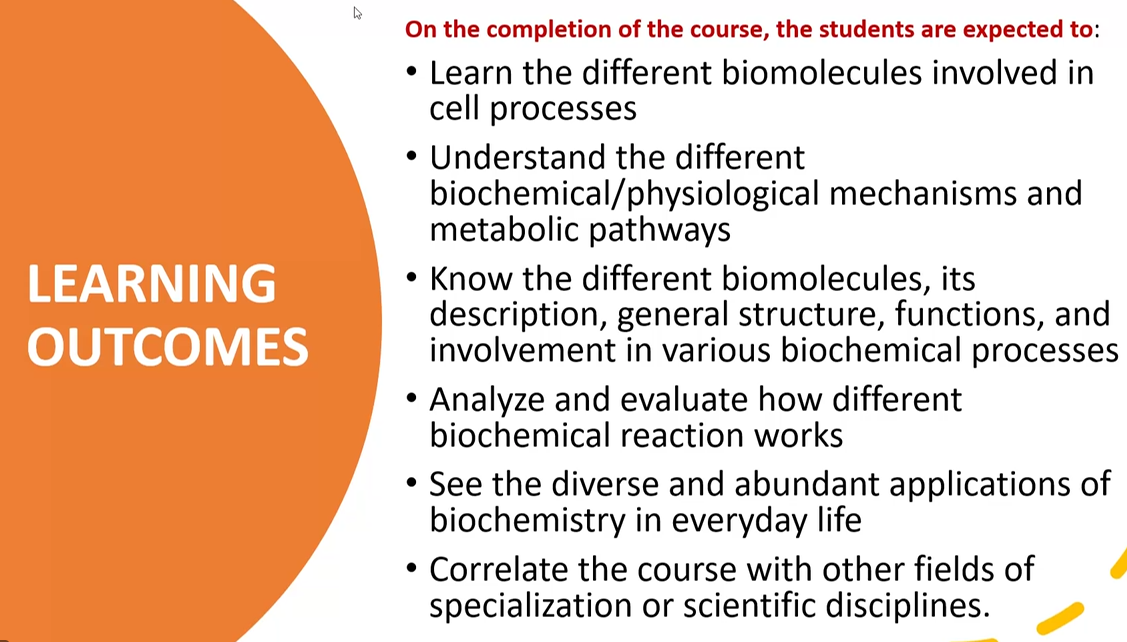 LEARNING
OUTCOMES
On the completion of the course, the students are expected to:
• Learn the different biomolecules involved in
cell processes
• Understand the different
biochemical/physiological mechanisms and
metabolic pathways
• Know the different biomolecules, its
description, general structure, functions, and
involvement in various biochemical processes
• Analyze and evaluate how different
biochemical reaction works
• See the diverse and abundant applications of
biochemistry in everyday life
• Correlate the course with other fields of
specialization or scientific disciplines.